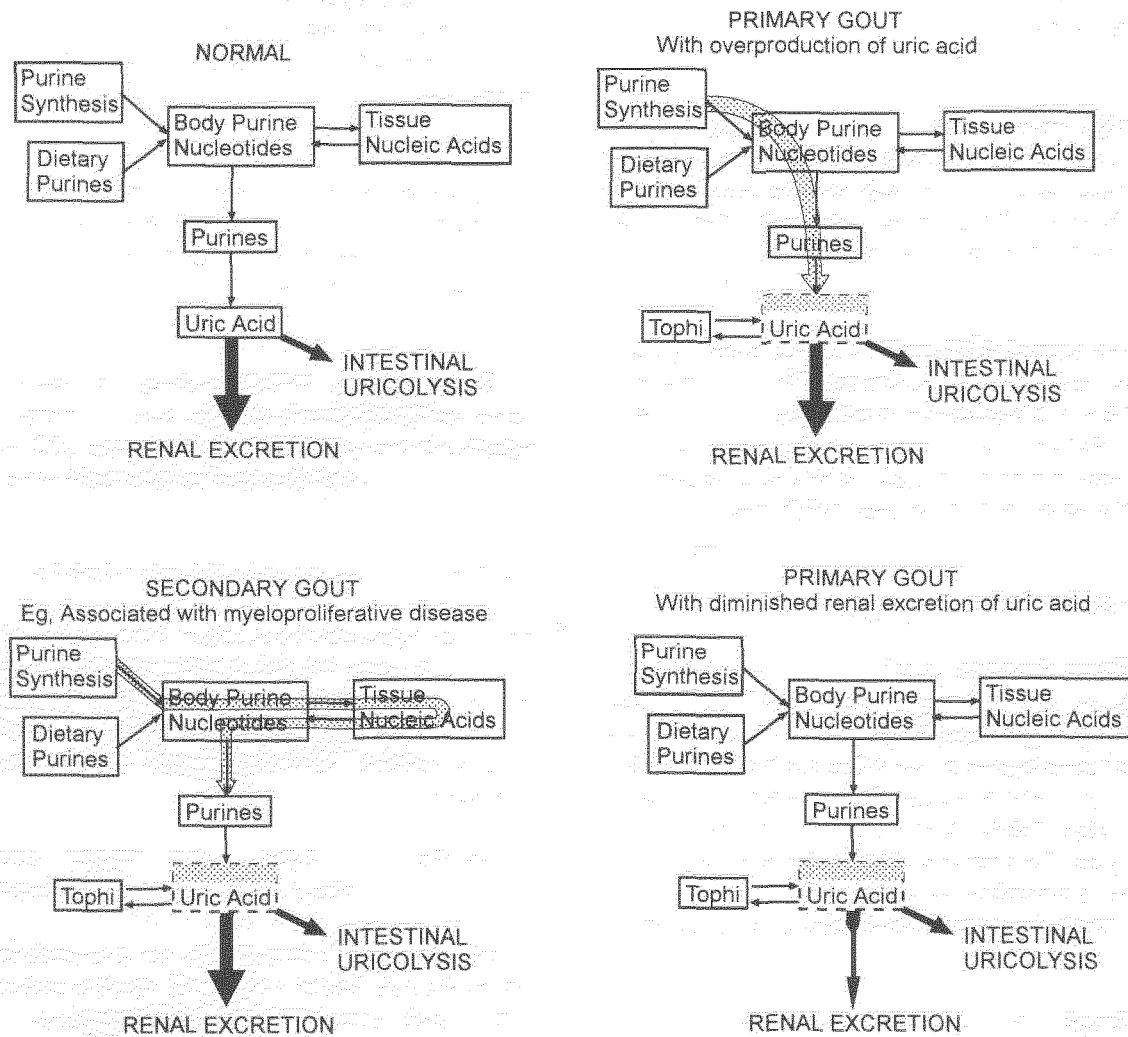 NORMAL
Purine
Synthesis
Dietary
Purines
Body Purine
Nucleotides
Tissue
Nucleic Acids
Purines
Uric Acid
INTESTINAL
URICOLYSIS
RENAL EXCRETION
PRIMARY GOUT
With overproduction of uric acid
Purine
Synthesis
Dietary
Purines
Body Purine
Nucleotides
Tissue
Nucleic Acids
Purines
Tophi
Uric Acid
INTESTINAL
URICOLYSIS
RENAL EXCRETION
SECONDARY GOUT
Eg, Associated with myeloproliferative disease
Purine
Synthesis
Dietary
Purines
Body Purine
Nucleotides
Tissue
Nucleic Acids
Purines
Tophi
Uric Acid
INTESTINAL
URICOLYSIS
RENAL EXCRETION
PRIMARY GOUT
With diminished renal excretion of uric acid
Purine
Synthesis
Dietary
Purines
Body Purine
Nucleotides
Tissue
Nucleic Acids
Purines
Tophi
Uric Acid
INTESTINAL
URICOLYSIS
RENAL EXCRETION